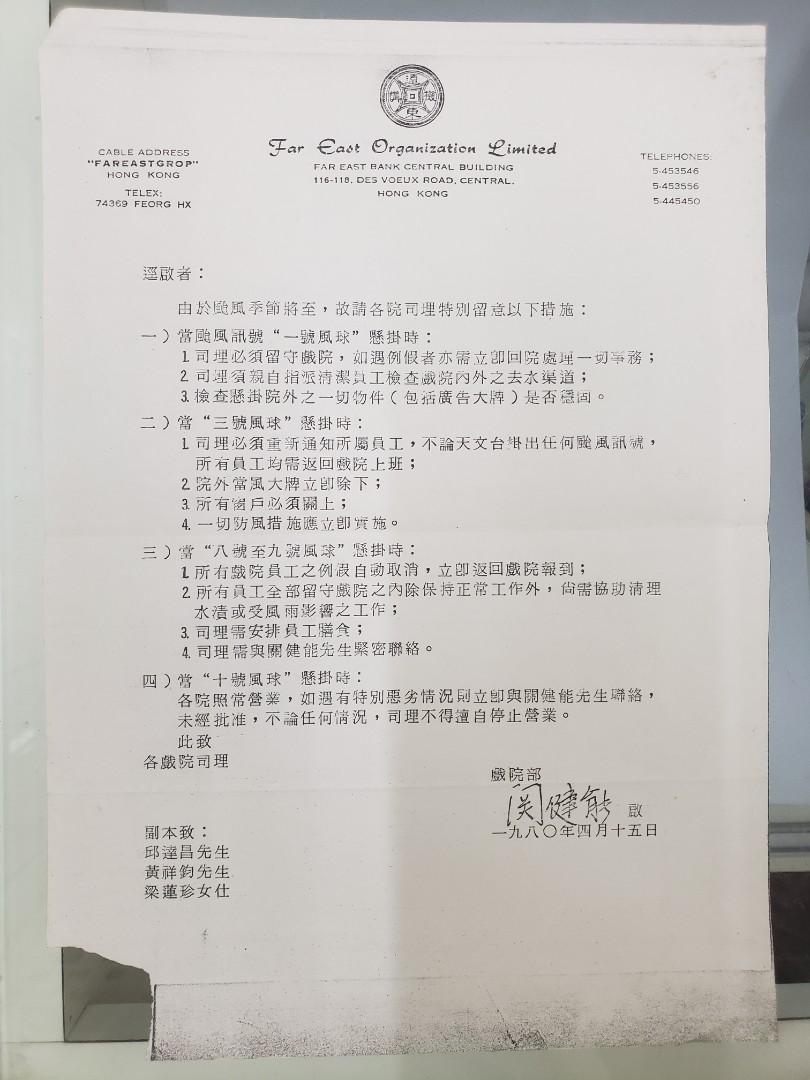 遠東機構
Far East Organization Limited
FAR EAST BANK CENTRAL BUILDING
116-118, DES VOEUX ROAD, CENTRAL,
HONG KONG
CABLE ADDRESS
"FAREASTGROP"
HONG KONG
TELEX:
74369 FEORG HX
TELEPHONES:
5-453546
5-453556
5-445450
逕啟者：
由於颱風季節將至，故請各院司理特別留意以下措施：
一）當颱風訊號“一號風球”懸掛時：
1. 司理必須留守戲院，如遇例假者亦需立即回院處理一切事務；
2. 司理須親自指派清潔員工檢查戲院內外之去水渠道；
3. 檢查懸掛院外之一切物件（包括廣告大牌）是否穩固。
二）當“三號風球”懸掛時：
1. 司理必須重新通知所屬員工，不論天文台掛出任何颱風訊號，
所有員工均需返回戲院上班；
2. 院外當風大牌立即除下；
3. 所有窗戶必須關上；
4. 一切防風措施應立即實施。
三）當“八號至九號風球”懸掛時：
1. 所有戲院員工之例假自動取消，立即返回戲院報到；
2. 所有員工全部留守戲院之內除保持正常工作外，尚需協助清理
水漬或受風雨影響之工作；
3. 司理需安排員工膳食；
4. 司理需與關健能先生緊密聯絡。
四）當“十號風球”懸掛時：
各院照常營業，如遇有特別惡劣情況則立即與關健能先生聯絡，
未經批准，不論任何情況，司理不得擅自停止營業。
此致
各戲院司理
戲院部
関健能 啟
一九八〇年四月十五日
副本致：
邱達昌先生
黃祥鈞先生
梁蓮珍女仕